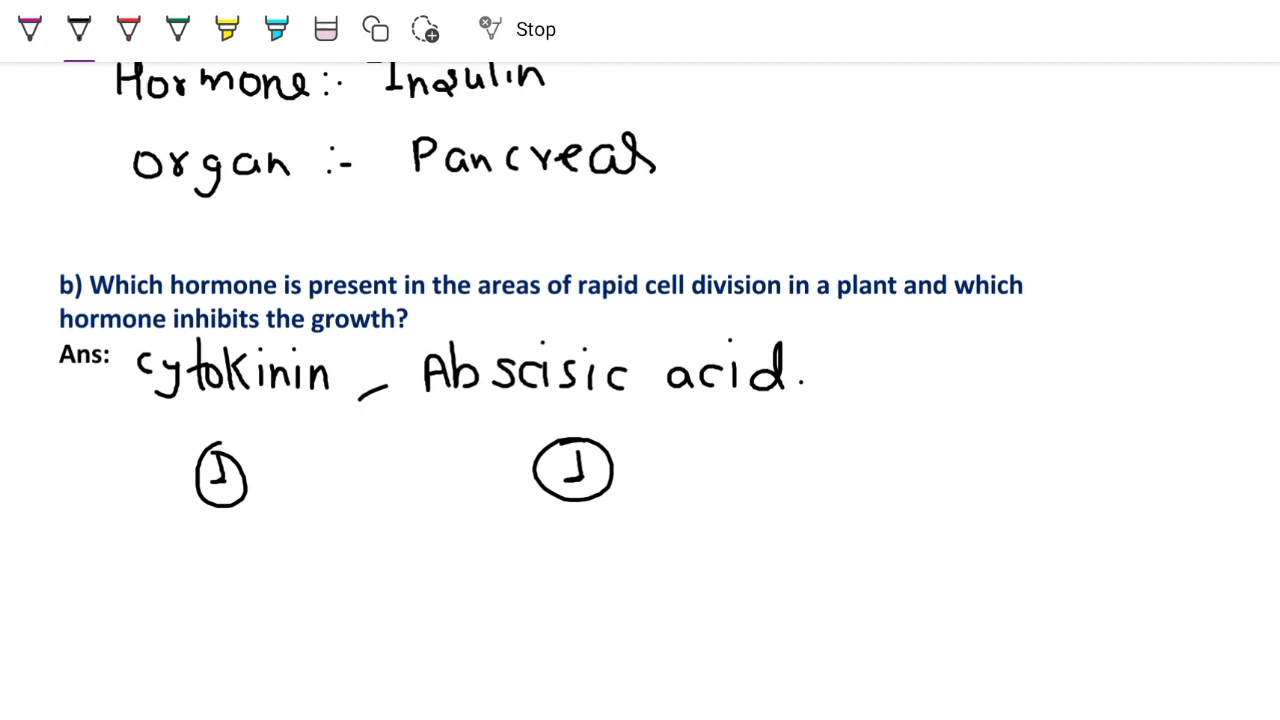 Stop
Hormone:- Insulin
Organ :- Pancreas
b) Which hormone is present in the areas of rapid cell division in a plant and which
hormone inhibits the growth?
Ans: Cytokinin, Abscisic acid.
1 1